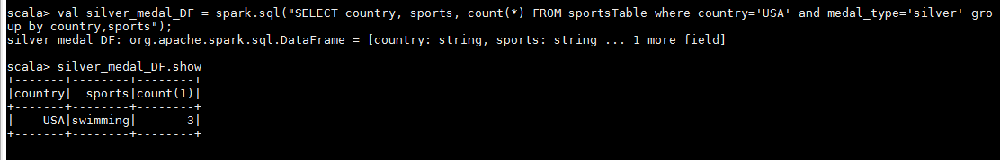 scala> val silver_medal_DF = spark.sql("SELECT country, sports, count(*) FROM sportsTable where country='USA' and medal_type='silver' gro
up by country,sports");
silver_medal_DF: org.apache.spark.sql.DataFrame = [country: string, sports: string ... 1 more field]
scala> silver_medal_DF.show
+-------+--------+--------+
|country|  sports|count(1)|
+-------+--------+--------+
|    USA|swimming|       3|
+-------+--------+--------+